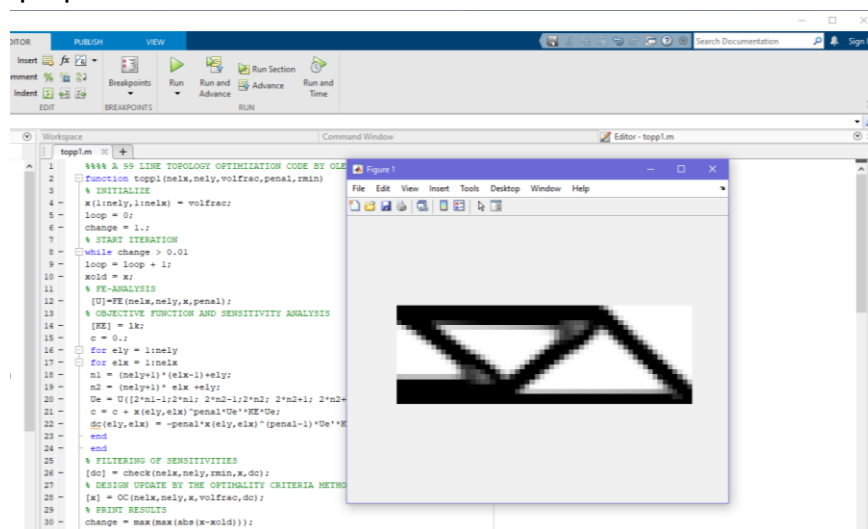 DITOR PUBLISH VIEW Search Documentation Sign
Insert fx
mment
Indent
Breakpoints Run Run and Advance Run Section Advance Run and Time
EDIT BREAKPOINTS RUN
Workspace Command Window Editor - topp1.m
topp1.m × +
1 %%%% A 99 LINE TOPOLOGY OPTIMIZATION CODE BY OLE
2 function topp1(nelx,nely,volfrac,penal,rmin)
3 % INITIALIZE
4 - x(1:nely,1:nelx) = volfrac;
5 - loop = 0;
6 - change = 1.;
7 % START ITERATION
8 - while change > 0.01
9 - loop = loop + 1;
10 - xold = x;
11 % FE-ANALYSIS
12 - [U]=FE(nelx,nely,x,penal);
13 % OBJECTIVE FUNCTION AND SENSITIVITY ANALYSIS
14 - [KE] = lk;
15 - c = 0.;
16 - for ely = 1:nely
17 - for elx = 1:nelx
18 - n1 = (nely+1)*(elx-1)+ely;
19 - n2 = (nely+1)* elx +ely;
20 - Ue = U([2*n1-1;2*n1; 2*n2-1;2*n2; 2*n2+1; 2*n2+
21 - c = c + x(ely,elx)^penal*Ue'*KE*Ue;
22 - dc(ely,elx) = -penal*x(ely,elx)^(penal-1)*Ue'*K
23 - end
24 - end
25 % FILTERING OF SENSITIVITIES
26 - [dc] = check(nelx,nely,rmin,x,dc);
27 % DESIGN UPDATE BY THE OPTIMALITY CRITERIA METHO
28 - [x] = OC(nelx,nely,x,volfrac,dc);
29 % PRINT RESULTS
30 - change = max(max(abs(x-xold)));
Figure 1
File Edit View Insert Tools Desktop Window Help